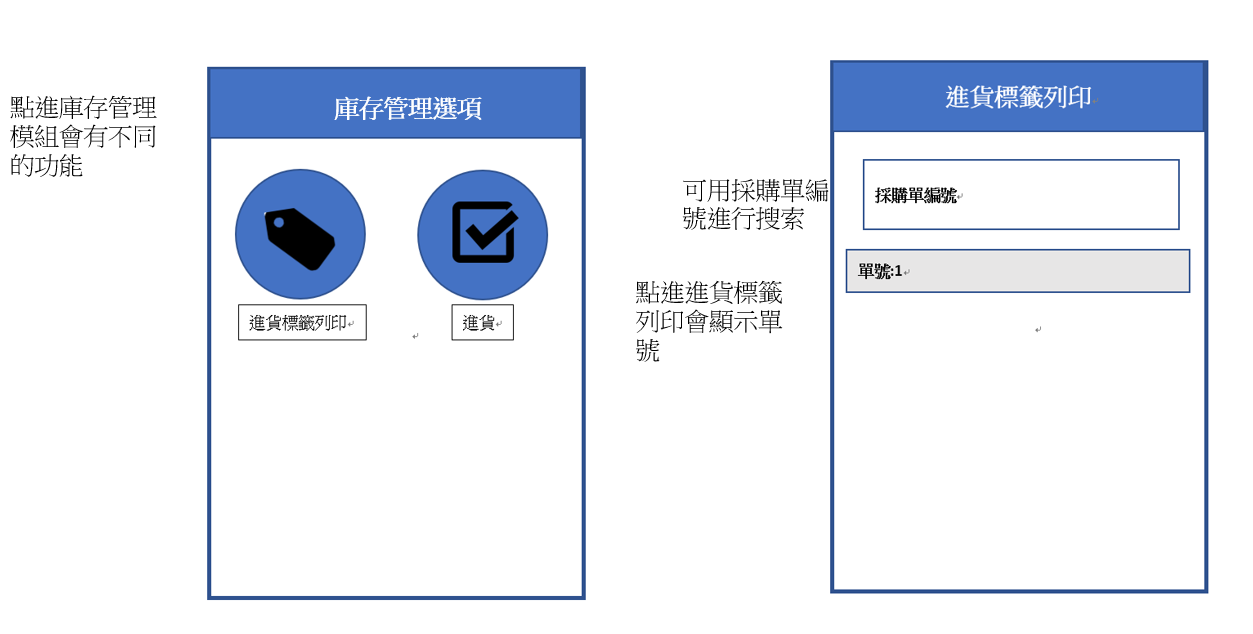 點進庫存管理
模組會有不同
的功能
庫存管理選項
進貨標籤列印
進貨
可用採購單編
號進行搜索
點進進貨標籤
列印會顯示單
號
進貨標籤列印
採購單編號
單號:1